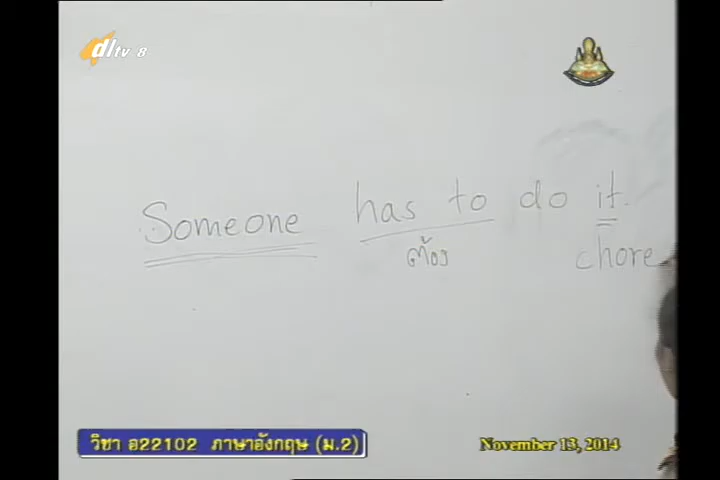 dltv 8
Someone has to do it.
ต้อง chore
วิชา อ22102 ภาษาอังกฤษ (ม.2)
November 13, 2014